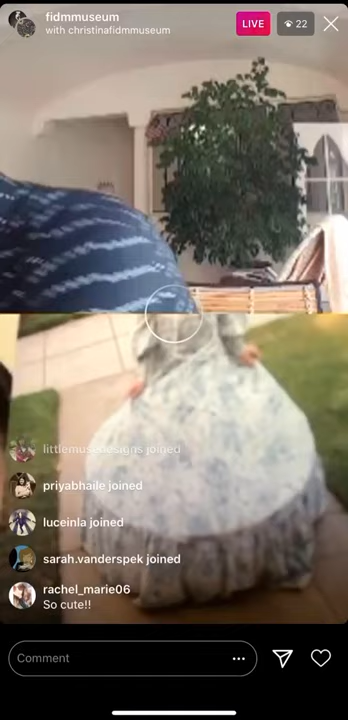 fidmmuseum
with christinafidmmuseum
LIVE
22
littlemusedesigns joined
priyabhaile joined
luceinla joined
sarah.vanderspek joined
rachel_marie06
So cute!!
Comment